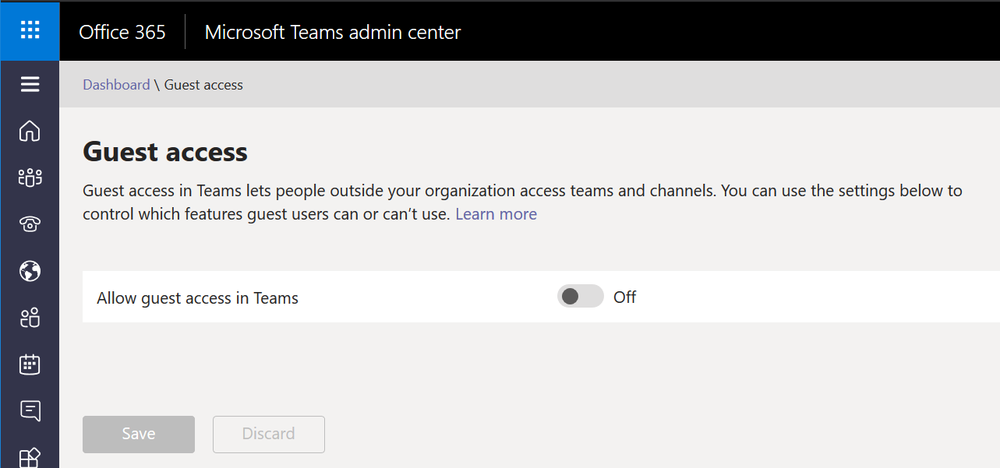 Office 365 Microsoft Teams admin center
Dashboard \ Guest access
Guest access
Guest access in Teams lets people outside your organization access teams and channels. You can use the settings below to
control which features guest users can or can’t use. Learn more
Allow guest access in Teams Off
Save Discard